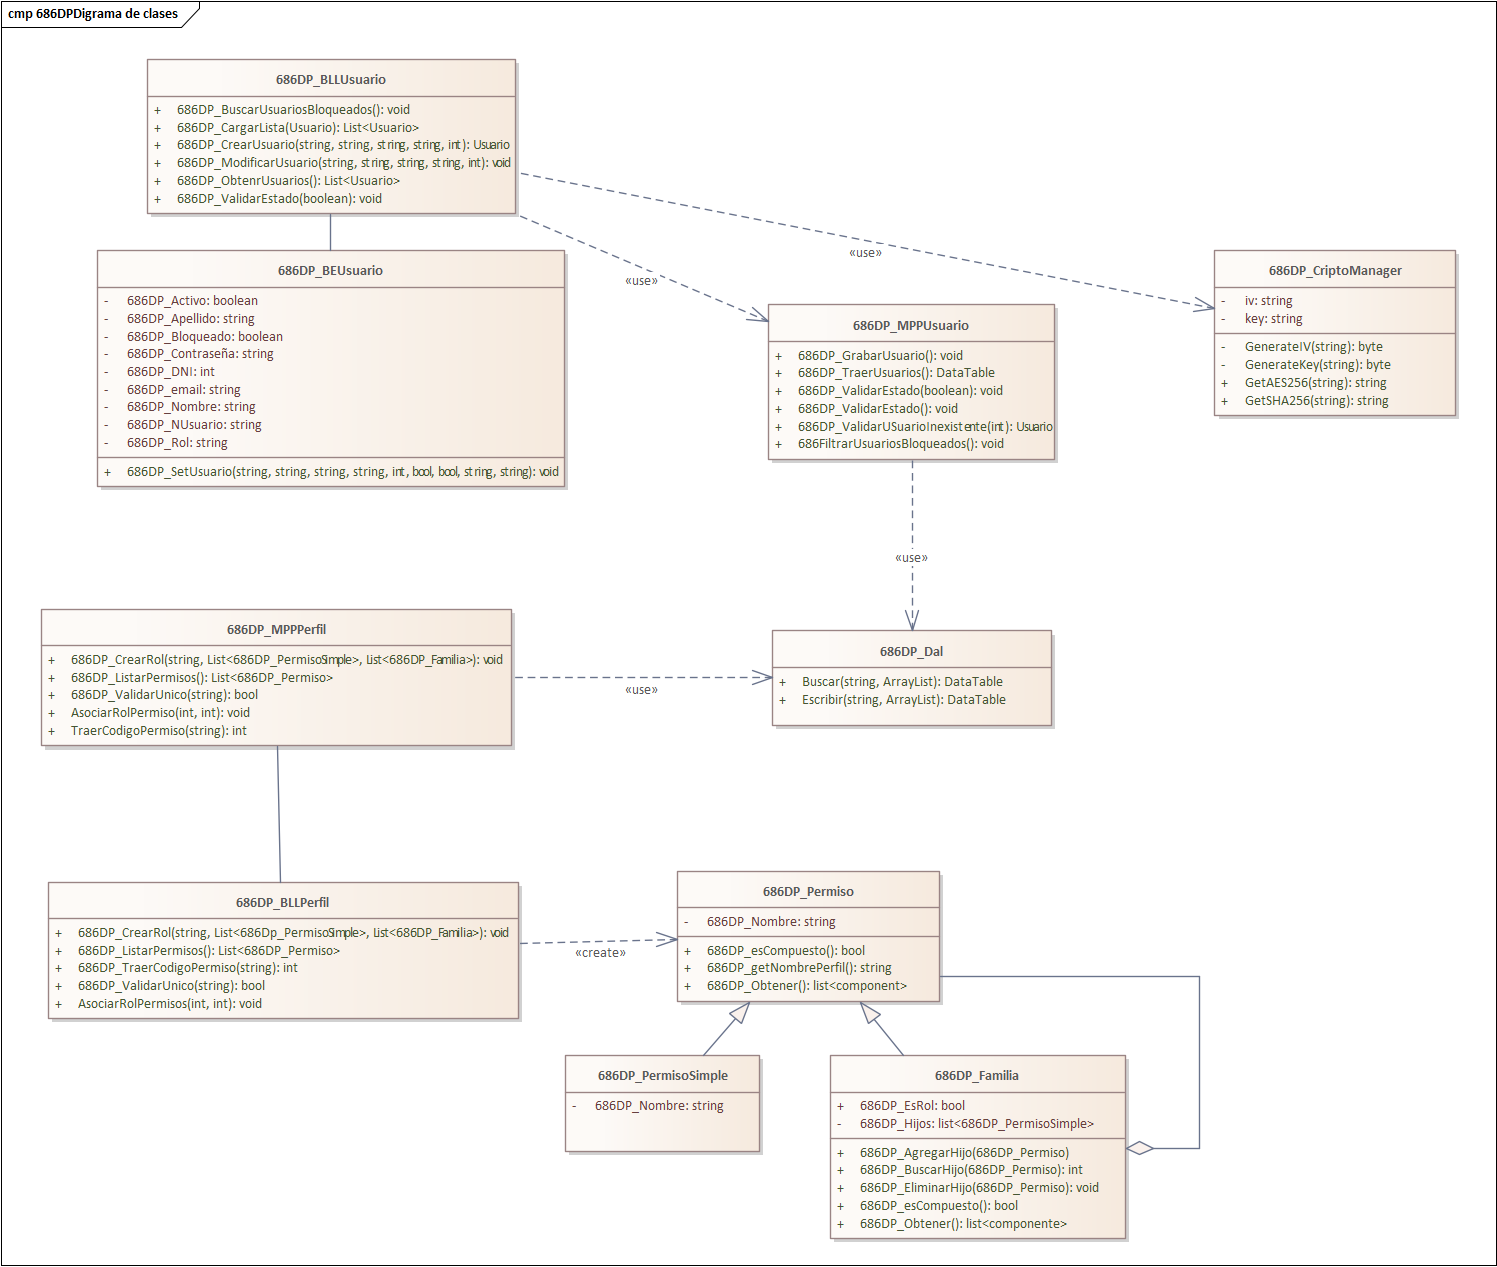 cmp 686DPDigrama de clases
686DP_BLLUsuario
+ 686DP_BuscarUsuariosBloqueados(): void
+ 686DP_CargarLista(Usuario): List<Usuario>
+ 686DP_CrearUsuario(string, string, string, string, int): Usuario
+ 686DP_ModificarUsuario(string, string, string, string, int): void
+ 686DP_ObtenrUsuarios(): List<Usuario>
+ 686DP_ValidarEstado(boolean): void
«use»
«use»
686DP_BEUsuario
- 686DP_Activo: boolean
- 686DP_Apellido: string
- 686DP_Bloqueado: boolean
- 686DP_Contraseña: string
- 686DP_DNI: int
- 686DP_email: string
- 686DP_Nombre: string
- 686DP_NUsuario: string
- 686DP_Rol: string
+ 686DP_SetUsuario(string, string, string, string, int, bool, bool, string, string): void
686DP_CriptoManager
- iv: string
- key: string
- GenerateIV(string): byte
- GenerateKey(string): byte
+ GetAES256(string): string
+ GetSHA256(string): string
686DP_MPPUsuario
+ 686DP_GrabarUsuario(): void
+ 686DP_TraerUsuarios(): DataTable
+ 686DP_ValidarEstado(boolean): void
+ 686DP_ValidarEstado(): void
+ 686DP_ValidarUSuarioInexistente(int): Usuario
+ 686FiltrarUsuariosBloqueados(): void
«use»
686DP_MPPPerfil
+ 686DP_CrearRol(string, List<686DP_PermisoSimple>, List<686DP_Familia>): void
+ 686DP_ListarPermisos(): List<686DP_Permiso>
+ 686DP_ValidarUnico(string): bool
+ AsociarRolPermiso(int, int): void
+ TraerCodigoPermiso(string): int
«use»
686DP_Dal
+ Buscar(string, ArrayList): DataTable
+ Escribir(string, ArrayList): DataTable
686DP_BLLPerfil
+ 686DP_CrearRol(string, List<686Dp_PermisoSimple>, List<686DP_Familia>): void
+ 686DP_ListarPermisos(): List<686DP_Permiso>
+ 686DP_TraerCodigoPermiso(string): int
+ 686DP_ValidarUnico(string): bool
+ AsociarRolPermisos(int, int): void
«create»
686DP_Permiso
- 686DP_Nombre: string
+ 686DP_esCompuesto(): bool
+ 686DP_getNombrePerfil(): string
+ 686DP_Obtener(): list<component>
686DP_PermisoSimple
- 686DP_Nombre: string
686DP_Familia
+ 686DP_EsRol: bool
- 686DP_Hijos: list<686DP_PermisoSimple>
+ 686DP_AgregarHijo(686DP_Permiso)
+ 686DP_BuscarHijo(686DP_Permiso): int
+ 686DP_EliminarHijo(686DP_Permiso): void
+ 686DP_esCompuesto(): bool
+ 686DP_Obtener(): list<componente>